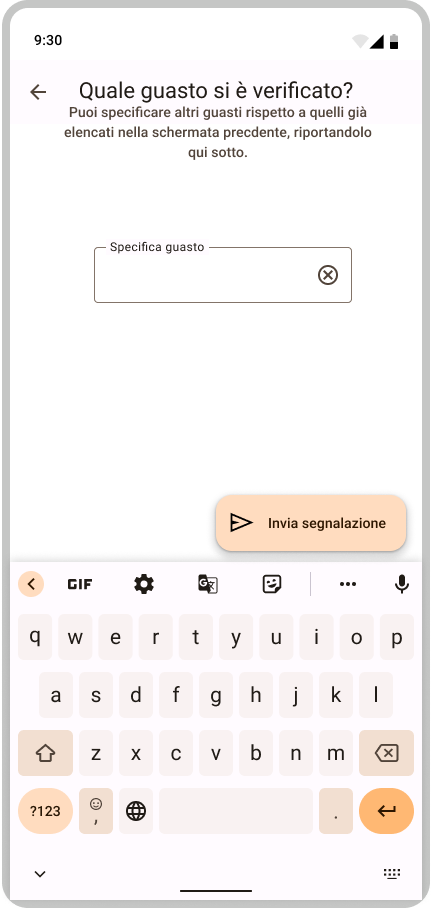 9:30
Quale guasto si è verificato?
Puoi specificare altri guasti rispetto a quelli già
elencati nella schermata precdente, riportandolo
qui sotto.
Specifica guasto
Invia segnalazione
GIF
q w e r t y u i o p
a s d f g h j k l
z x c v b n m
?123 , .